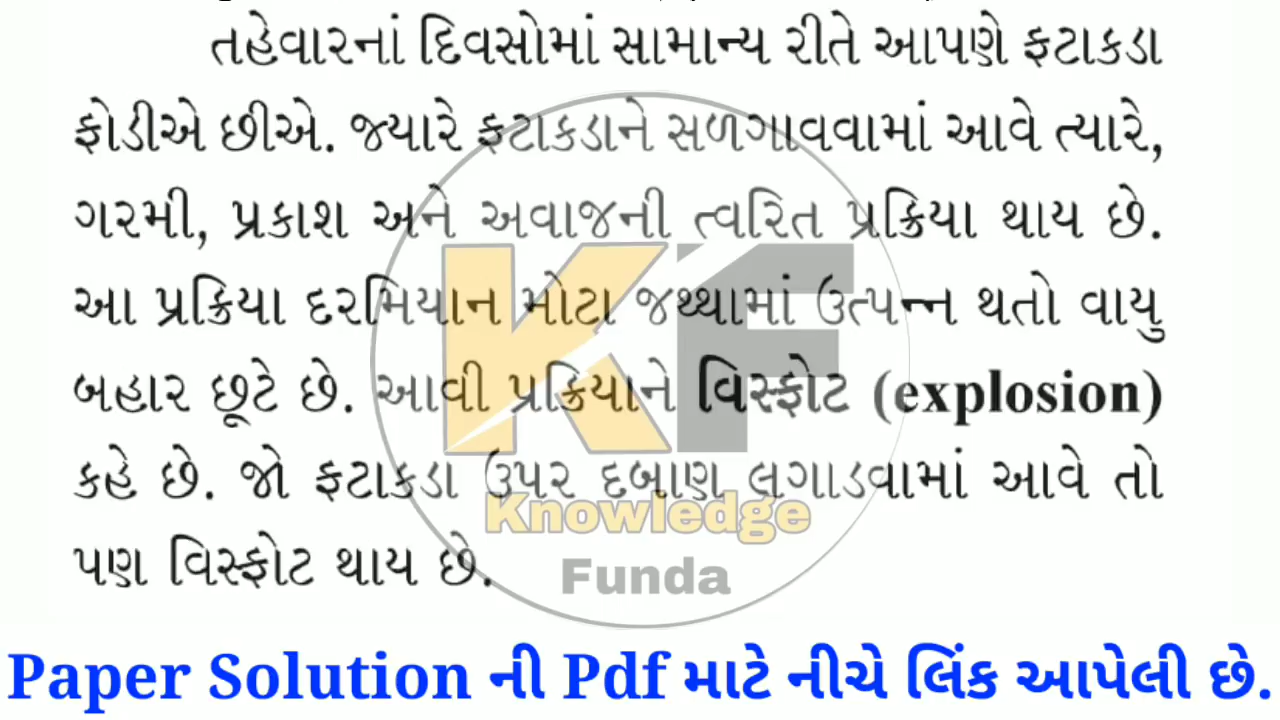 તહેવારનાં દિવસોમાં સામાન્ય રીતે આપણે ફટાકડા
ફોડીએ છીએ. જ્યારે ફટાકડાને સળગાવવામાં આવે ત્યારે,
ગરમી, પ્રકાશ અને અવાજની ત્વરિત પ્રક્રિયા થાય છે.
આ પ્રક્રિયા દરમિયાન મોટા જથ્થામાં ઉત્પન્ન થતો વાયુ
બહાર છૂટે છે. આવી પ્રક્રિયાને વિસ્ફોટ (explosion)
કહે છે. જો ફટાકડા ઉપર દબાણ લગાડવામાં આવે તો
પણ વિસ્ફોટ થાય છે.
KF
Knowledge
Funda
Paper Solution ની Pdf માટે નીચે લિંક આપેલી છે.